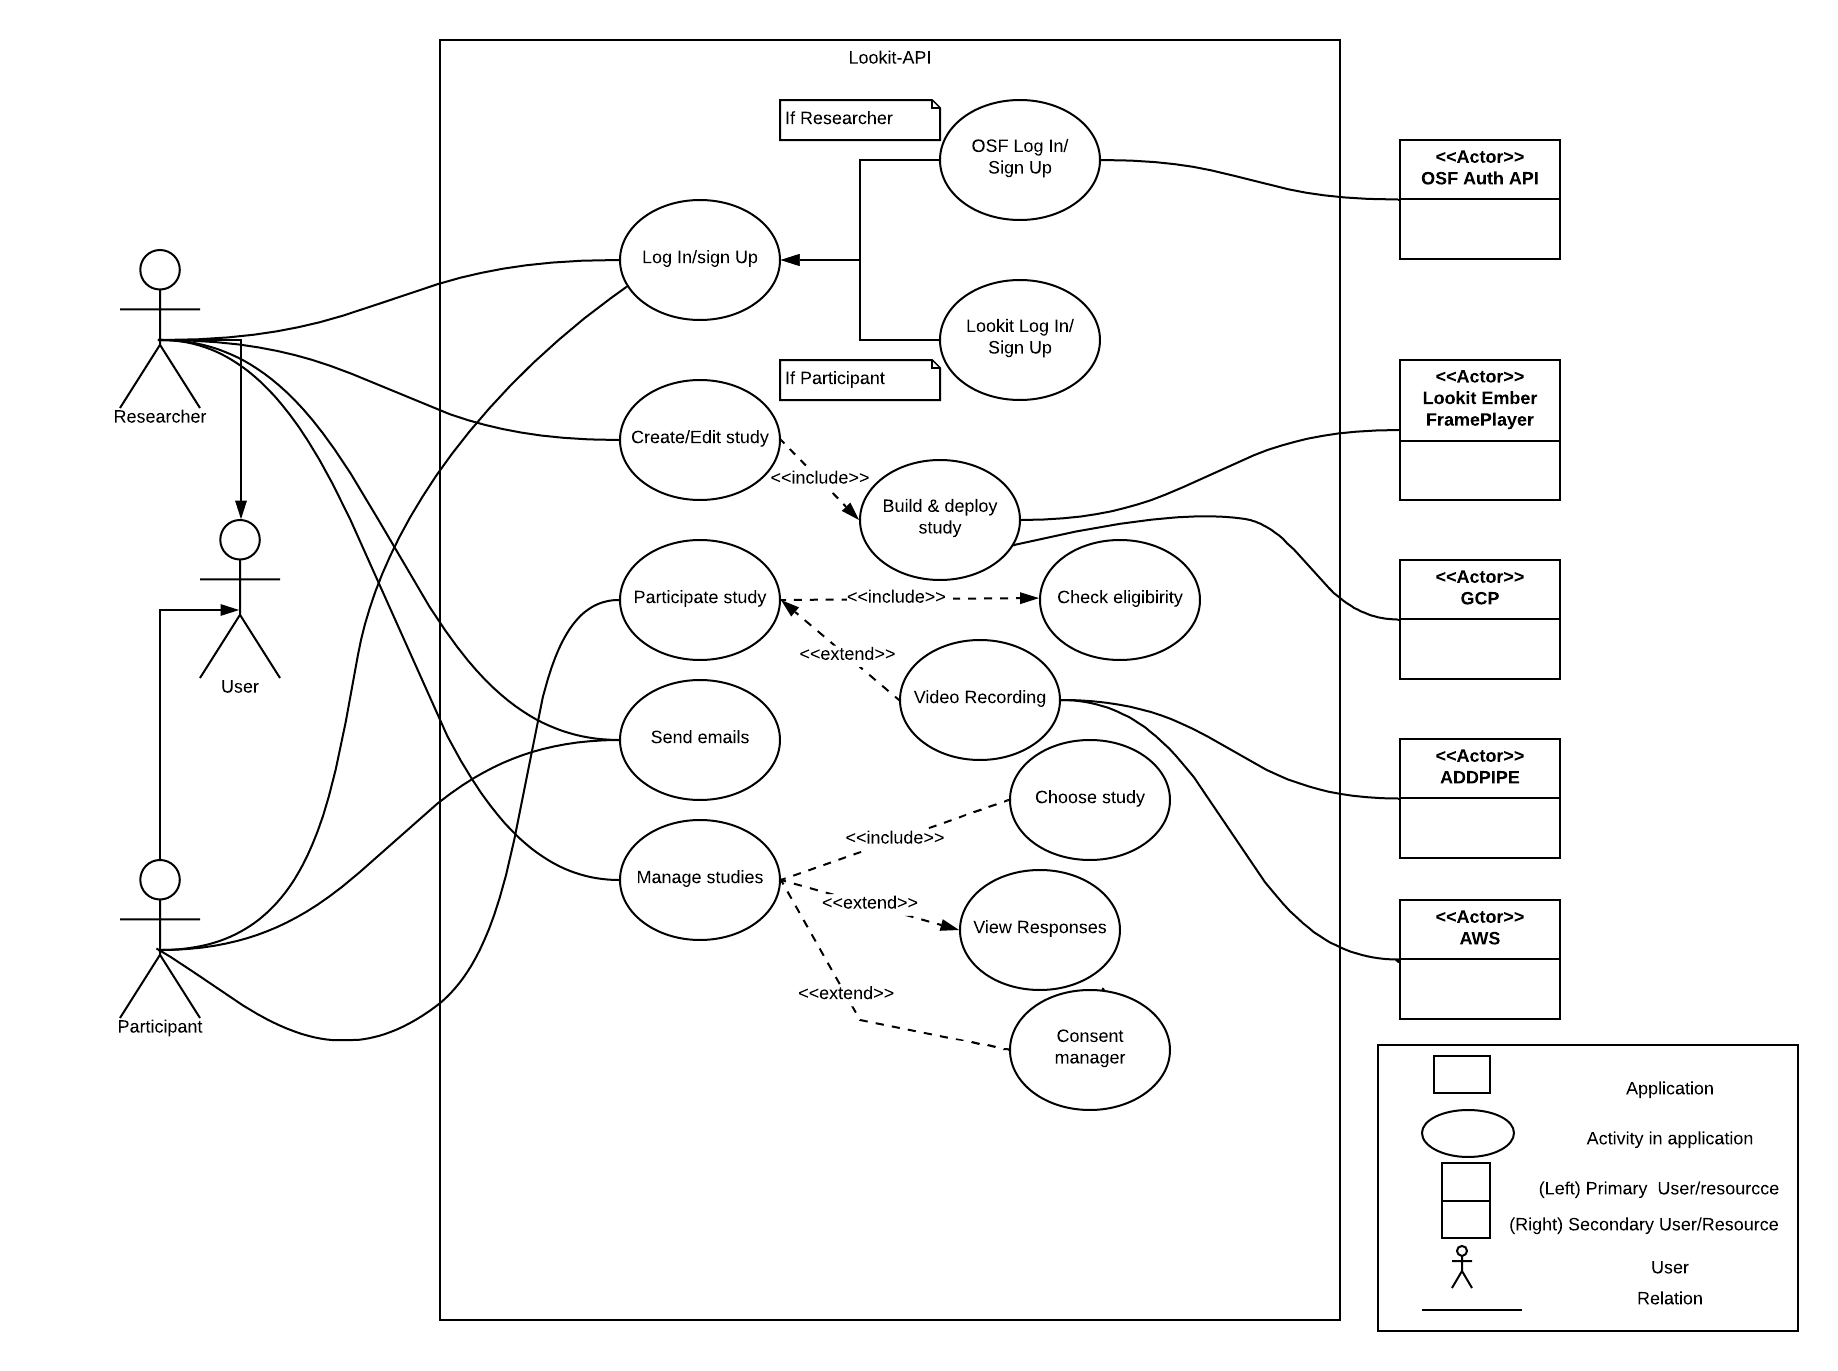 Lookit-API
If Researcher
OSF Log In/
Sign Up
<<Actor>>
OSF Auth API
Log In/sign Up
Lookit Log In/
Sign Up
If Participant
Researcher
<<Actor>>
Lookit Ember
FramePlayer
Create/Edit study
<<include>>
Build & deploy
study
<<Actor>>
GCP
Participate study
<<include>>
Check eligibirity
<<extend>>
User
Video Recording
Send emails
<<Actor>>
ADDPIPE
Choose study
<<include>>
Manage studies
<<extend>>
View Responses
<<Actor>>
AWS
<<extend>>
Participant
Consent
manager
Application
Activity in application
(Left) Primary  User/resourcce
(Right) Secondary User/Resource
User
Relation